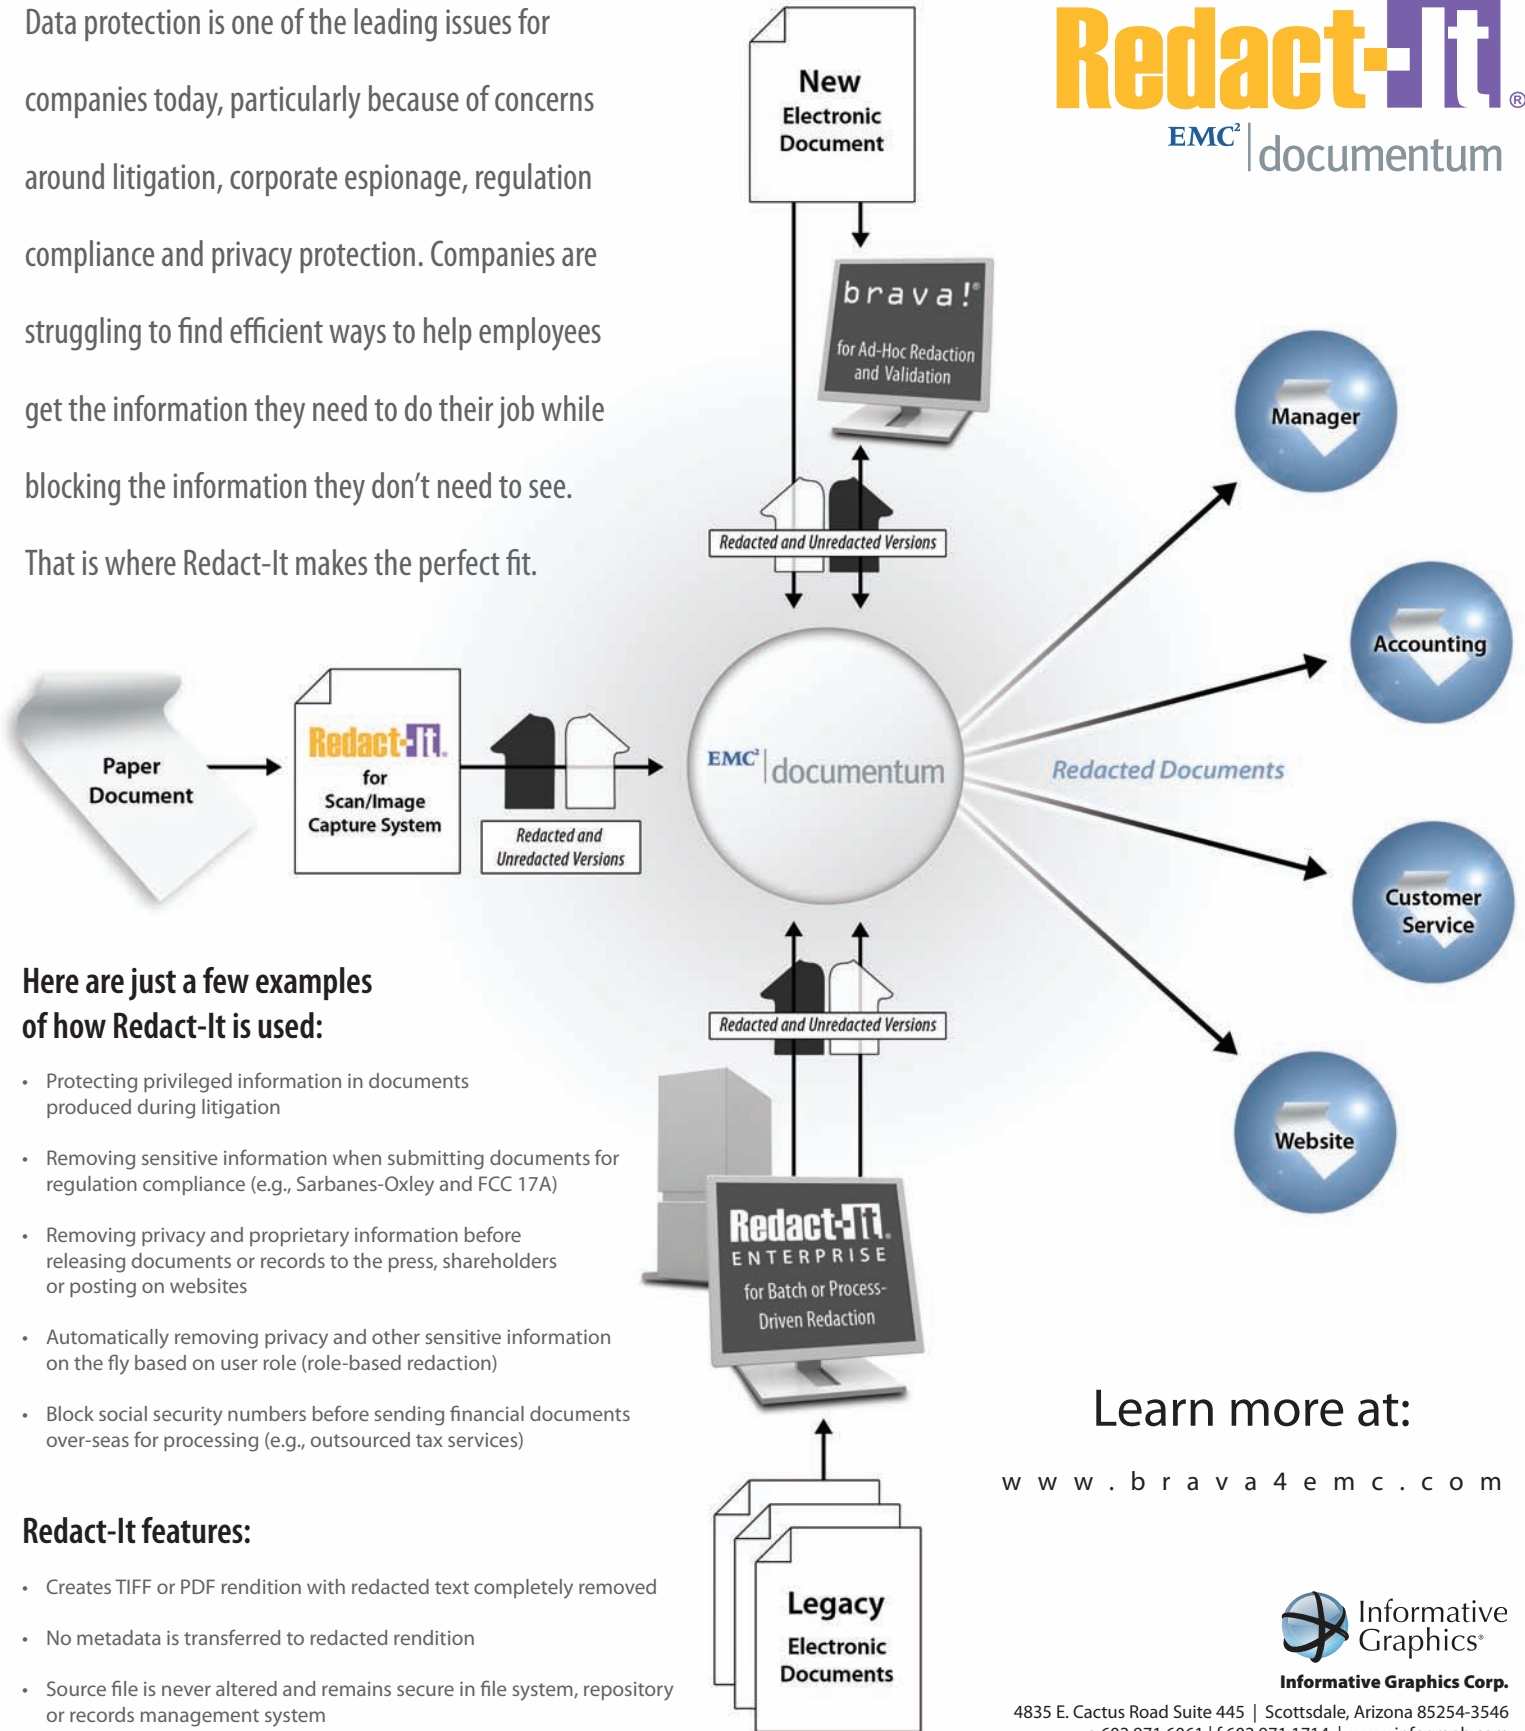 Data protection is one of the leading issues for
companies today, particularly because of concerns
around litigation, corporate espionage, regulation
compliance and privacy protection. Companies are
struggling to find efficient ways to help employees
get the information they need to do their job while
blocking the information they don't need to see.
That is where Redact-It makes the perfect fit.
New
Electronic
Document
Redact-It®
EMC² | documentum
brava!®
for Ad-Hoc Redaction
and Validation
Redacted and Unredacted Versions
Manager
Accounting
Customer
Service
Website
Redacted Documents
Paper
Document
Redact-It.
for
Scan/Image
Capture System
Redacted and
Unredacted Versions
EMC² | documentum
Redacted and Unredacted Versions
Redact-It.
ENTERPRISE
for Batch or Process-
Driven Redaction
Legacy
Electronic
Documents
Here are just a few examples
of how Redact-It is used:
• Protecting privileged information in documents
produced during litigation
• Removing sensitive information when submitting documents for
regulation compliance (e.g., Sarbanes-Oxley and FCC 17A)
• Removing privacy and proprietary information before
releasing documents or records to the press, shareholders
or posting on websites
• Automatically removing privacy and other sensitive information
on the fly based on user role (role-based redaction)
• Block social security numbers before sending financial documents
over-seas for processing (e.g., outsourced tax services)
Redact-It features:
• Creates TIFF or PDF rendition with redacted text completely removed
• No metadata is transferred to redacted rendition
• Source file is never altered and remains secure in file system, repository
or records management system
Learn more at:
www.brava4emc.com
Informative
Graphics®
Informative Graphics Corp.
4835 E. Cactus Road Suite 445 | Scottsdale, Arizona 85254-3546